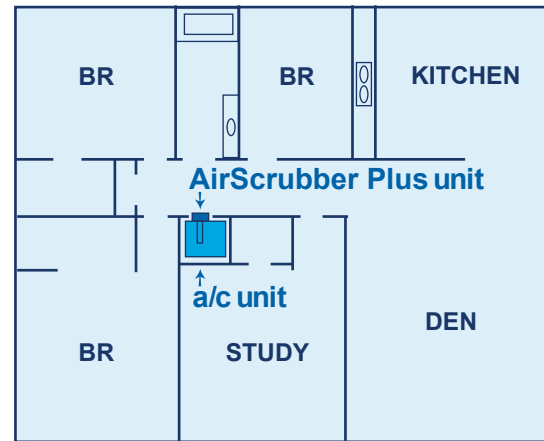 BR
BR
KITCHEN
AirScrubber Plus unit
a/c unit
DEN
BR
STUDY